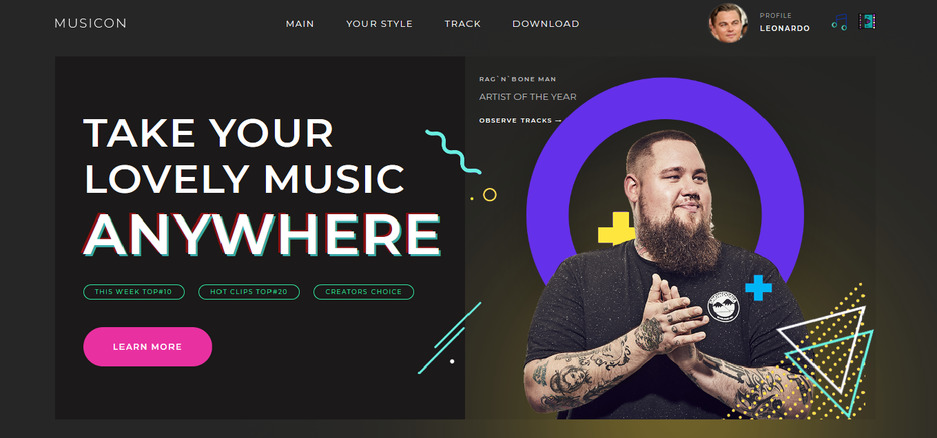 MUSICON
MAIN
YOUR STYLE
TRACK
DOWNLOAD
PROFILE
LEONARDO
TAKE YOUR
LOVELY MUSIC
ANYWHERE
THIS WEEK TOP#10
HOT CLIPS TOP#20
CREATORS CHOICE
LEARN MORE
RAG`N`BONE MAN
ARTIST OF THE YEAR
OBSERVE TRACKS →